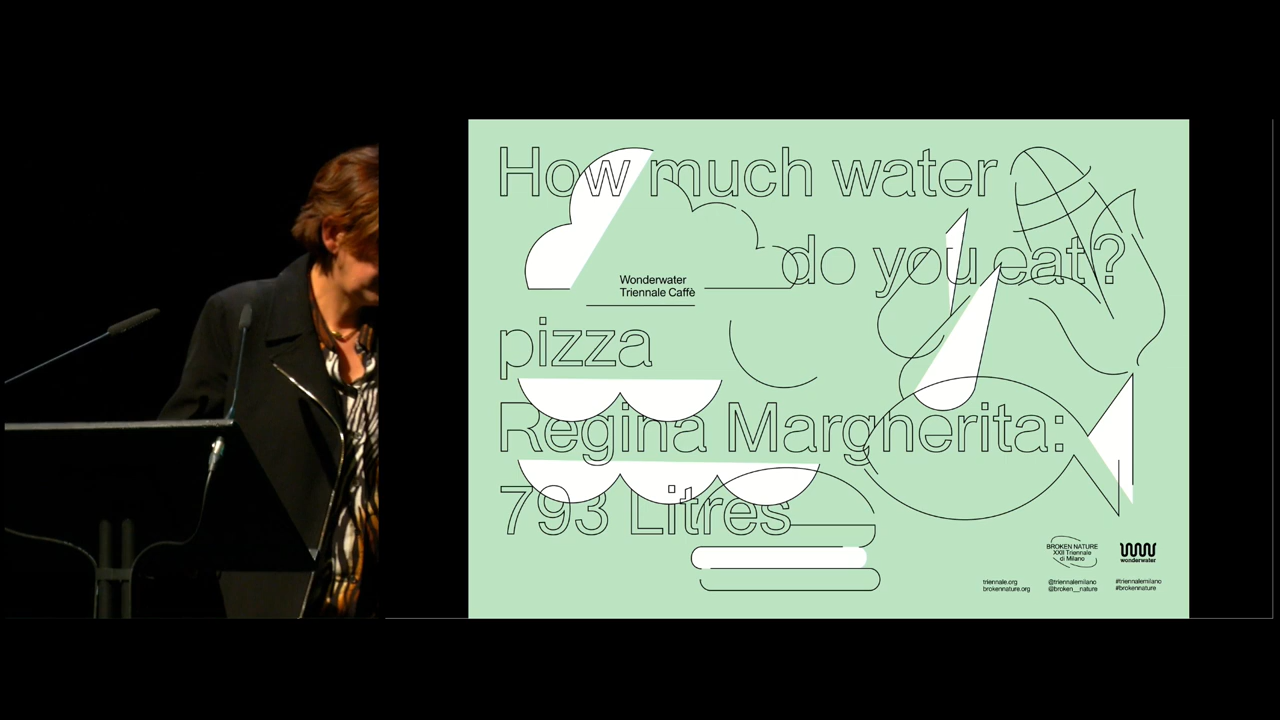 How much water
do you eat?
Wonderwater
Triennale Caffè
pizza
Regina Margherita:
793 Litres
BROKEN NATURE
XXII Triennale
di Milano
wonderwater
triennale.org
brokennature.org
@triennalemilano
@broken__nature
#triennalemilano
#brokennature